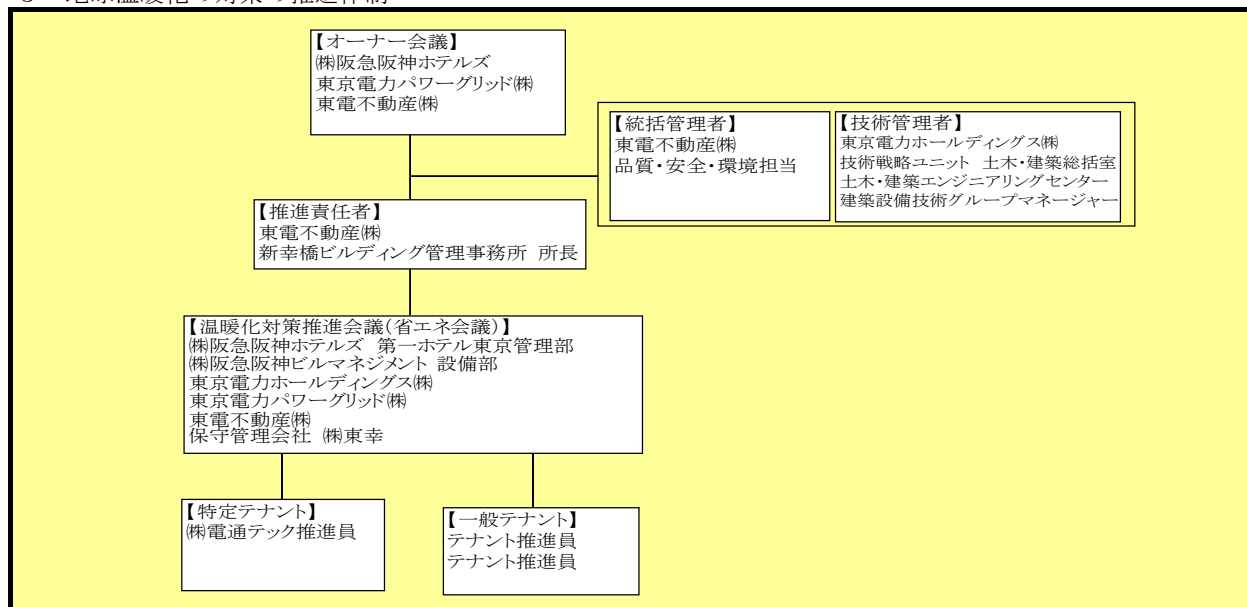 地球温暖化の対策の推進体制
【オーナー会議】
㈱阪急阪神ホテルズ
東京電力パワーグリッド㈱
東電不動産㈱
【統括管理者】
東電不動産㈱
品質・安全・環境担当
【技術管理者】
東京電力ホールディングス㈱
技術戦略ユニット 土木・建築総括室
土木・建築エンジニアリングセンター
建築設備技術グループマネージャー
【推進責任者】
東電不動産㈱
新幸橋ビルディング管理事務所 所長
【温暖化対策推進会議(省エネ会議)】
㈱阪急阪神ホテルズ 第一ホテル東京管理部
㈱阪急阪神ビルマネジメント 設備部
東京電力ホールディングス㈱
東京電力パワーグリッド㈱
東電不動産㈱
保守管理会社 ㈱東幸
【特定テナント】
㈱電通テック推進員
【一般テナント】
テナント推進員
テナント推進員